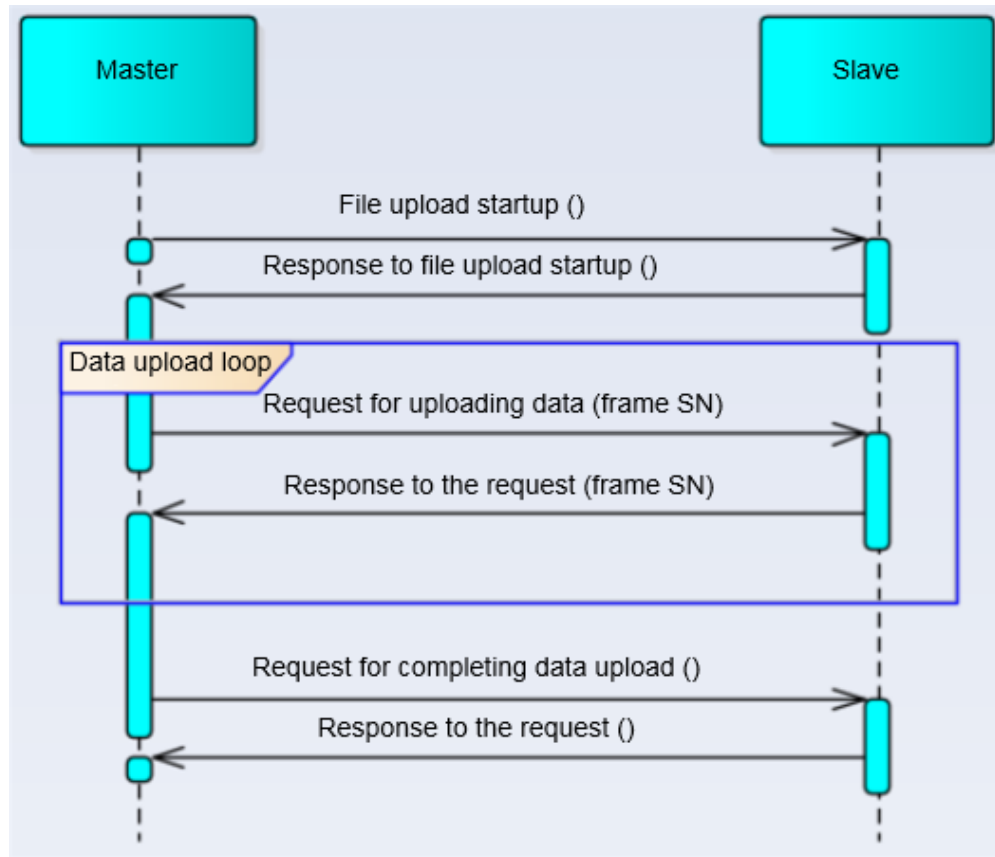 Master
Slave
File upload startup ()
Response to file upload startup ()
Data upload loop
Request for uploading data (frame SN)
Response to the request (frame SN)
Request for completing data upload ()
Response to the request ()